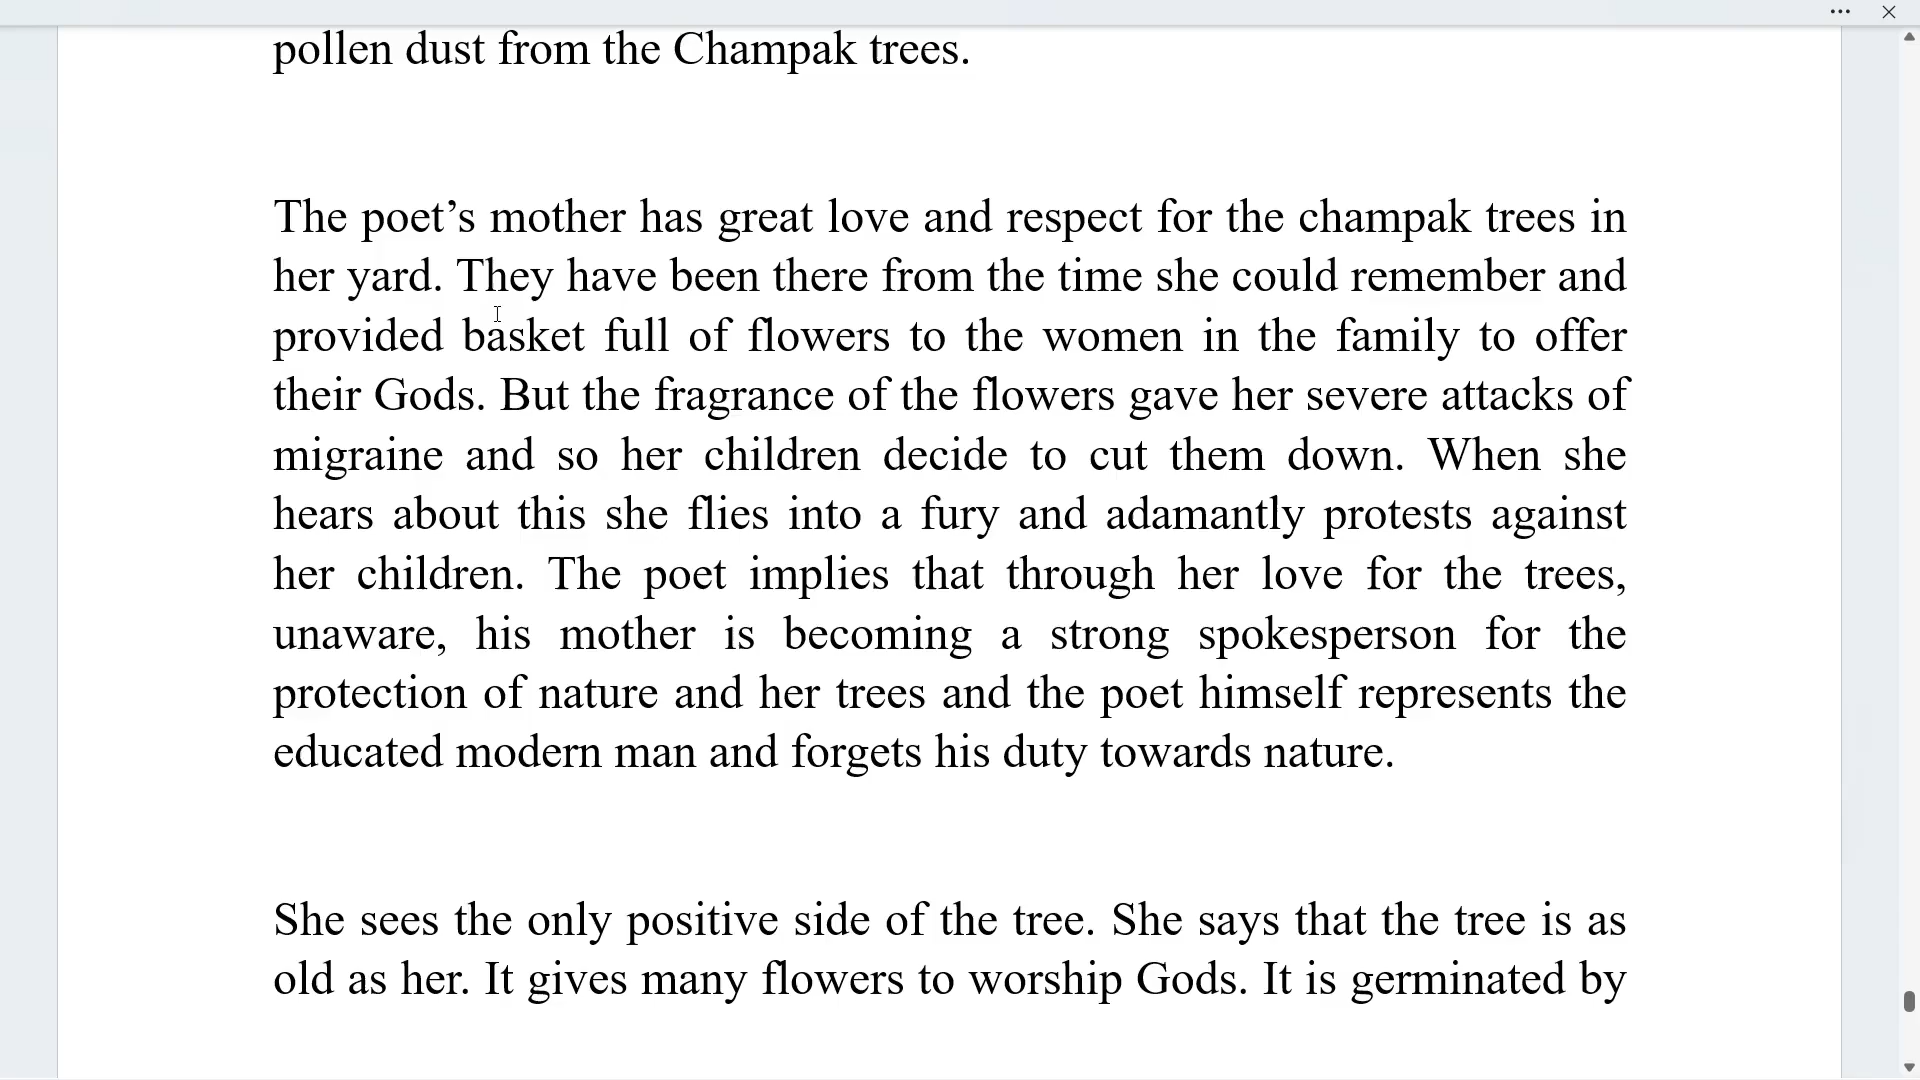 pollen dust from the Champak trees.
The poet’s mother has great love and respect for the champak trees in
her yard. They have been there from the time she could remember and
provided basket full of flowers to the women in the family to offer
their Gods. But the fragrance of the flowers gave her severe attacks of
migraine and so her children decide to cut them down. When she
hears about this she flies into a fury and adamantly protests against
her children. The poet implies that through her love for the trees,
unaware, his mother is becoming a strong spokesperson for the
protection of nature and her trees and the poet himself represents the
educated modern man and forgets his duty towards nature.
She sees the only positive side of the tree. She says that the tree is as
old as her. It gives many flowers to worship Gods. It is germinated by